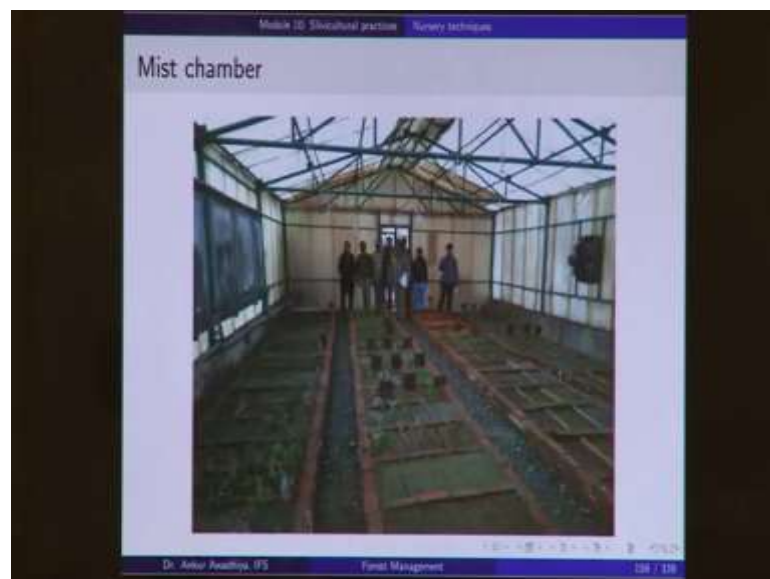 Module 10: Silvicultural practices Nursery techniques
Mist chamber
Dr. Ankur Awadhiya, IFS Forest Management